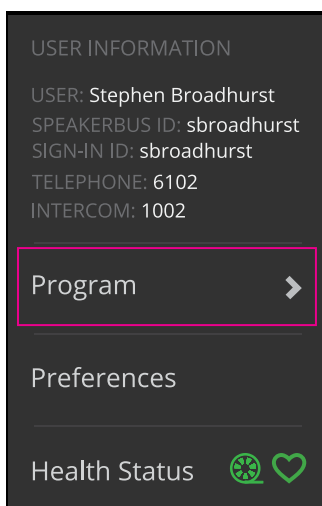 USER INFORMATION
USER: Stephen Broadhurst
SPEAKERBUS ID: sbroadhurst
SIGN-IN ID: sbroadhurst
TELEPHONE: 6102
INTERCOM: 1002
Program
Preferences
Health Status